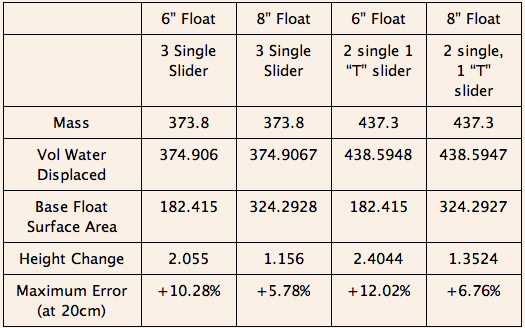 6” Float 8” Float 6” Float 8” Float
3 Single Slider 3 Single Slider 2 single 1 “T” slider 2 single, 1 “T” slider
Mass 373.8 373.8 437.3 437.3
Vol Water Displaced 374.906 374.9067 438.5948 438.5947
Base Float Surface Area 182.415 324.2928 182.415 324.2927
Height Change 2.055 1.156 2.4044 1.3524
Maximum Error (at 20cm) +10.28% +5.78% +12.02% +6.76%